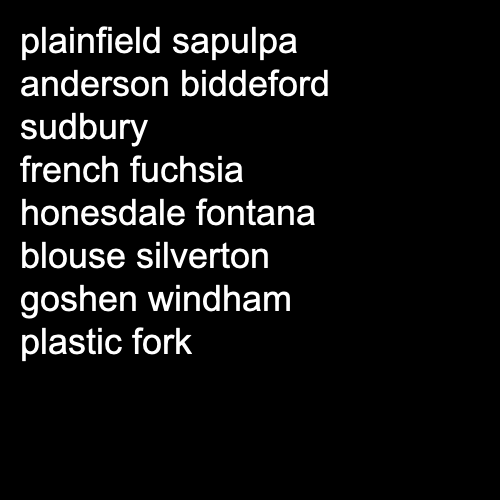 plainfield sapulpa
anderson biddeford
sudbury
french fuchsia
honesdale fontana
blouse silverton
goshen windham
plastic fork